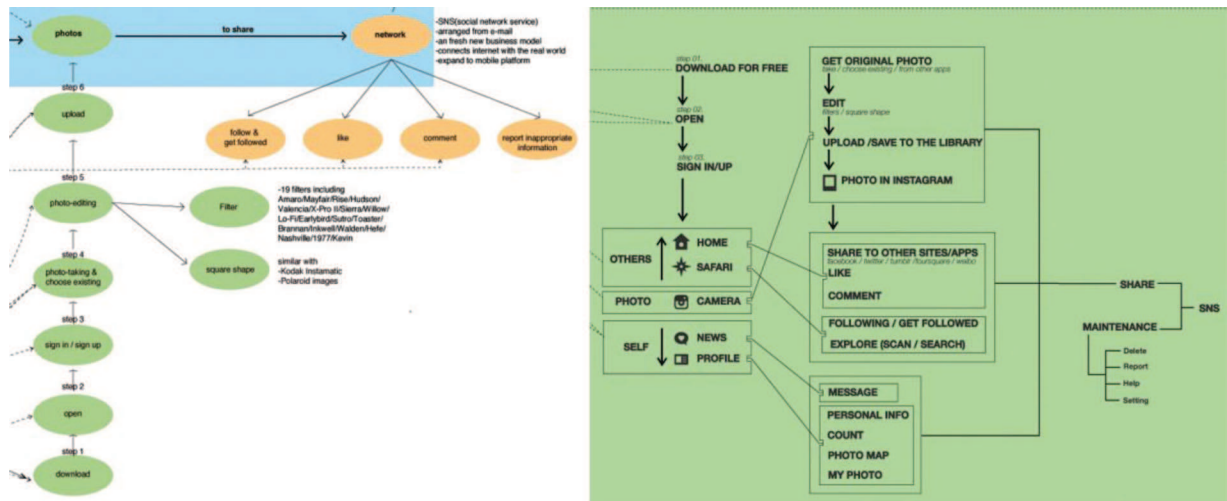 photos
to share
network
-SNS(social network service)
-arranged from e-mail
-an fresh new business model
-connects internet with the real world
-expand to mobile platform
step 6
upload
follow &
get followed
like
comment
report inappropriate
information
step 5
photo-editing
Filter
-19 filters including
Amaro/Mayfair/Rise/Hudson/
Valencia/X-Pro II/Sierra/Willow/
Lo-Fi/Earlybird/Sutro/Toaster/
Brannan/Inkwell/Walden/Hefe/
Nashville/1977/Kevin
step 4
photo-taking &
choose existing
square shape
similar with
-Kodak Instamatic
-Polaroid images
step 3
sign in / sign up
step 2
open
step 1
download
step 01.
DOWNLOAD FOR FREE
step 02.
OPEN
step 03.
SIGN IN/UP
OTHERS
HOME
SAFARI
PHOTO
CAMERA
SELF
NEWS
PROFILE
GET ORIGINAL PHOTO
/ choose existing / from other apps
EDIT
filters / square shape
UPLOAD /SAVE TO THE LIBRARY
PHOTO IN INSTAGRAM
SHARE TO OTHER SITES/APPS
facebook / twitter / tumblr /foursquare / weibo
LIKE
COMMENT
FOLLOWING / GET FOLLOWED
EXPLORE (SCAN / SEARCH)
MESSAGE
PERSONAL INFO
COUNT
PHOTO MAP
MY PHOTO
SHARE
SNS
MAINTENANCE
Delete
Report
Help
Setting